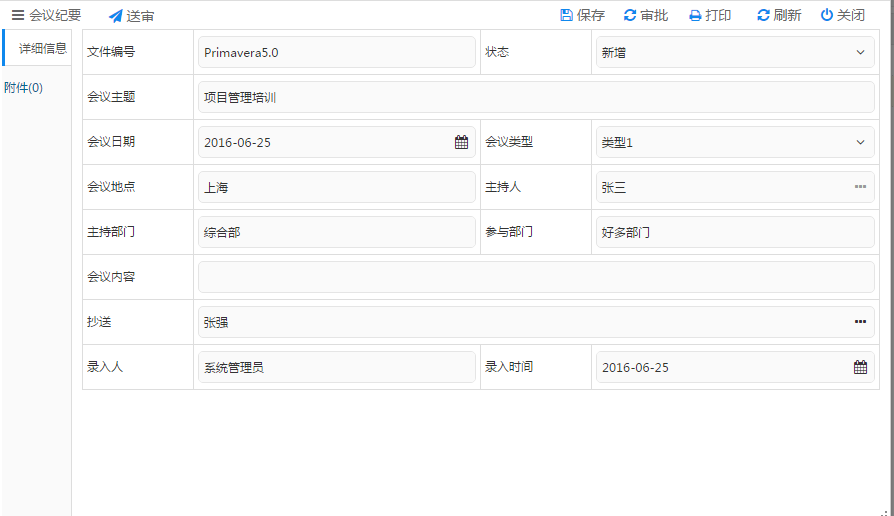 会议纪要 送审 保存 审批 打印 刷新 关闭
详细信息
附件(0)
文件编号 Primavera5.0 状态 新增
会议主题 项目管理培训
会议日期 2016-06-25 会议类型 类型1
会议地点 上海 主持人 张三
主持部门 综合部 参与部门 好多部门
会议内容
抄送 张强
录入人 系统管理员 录入时间 2016-06-25